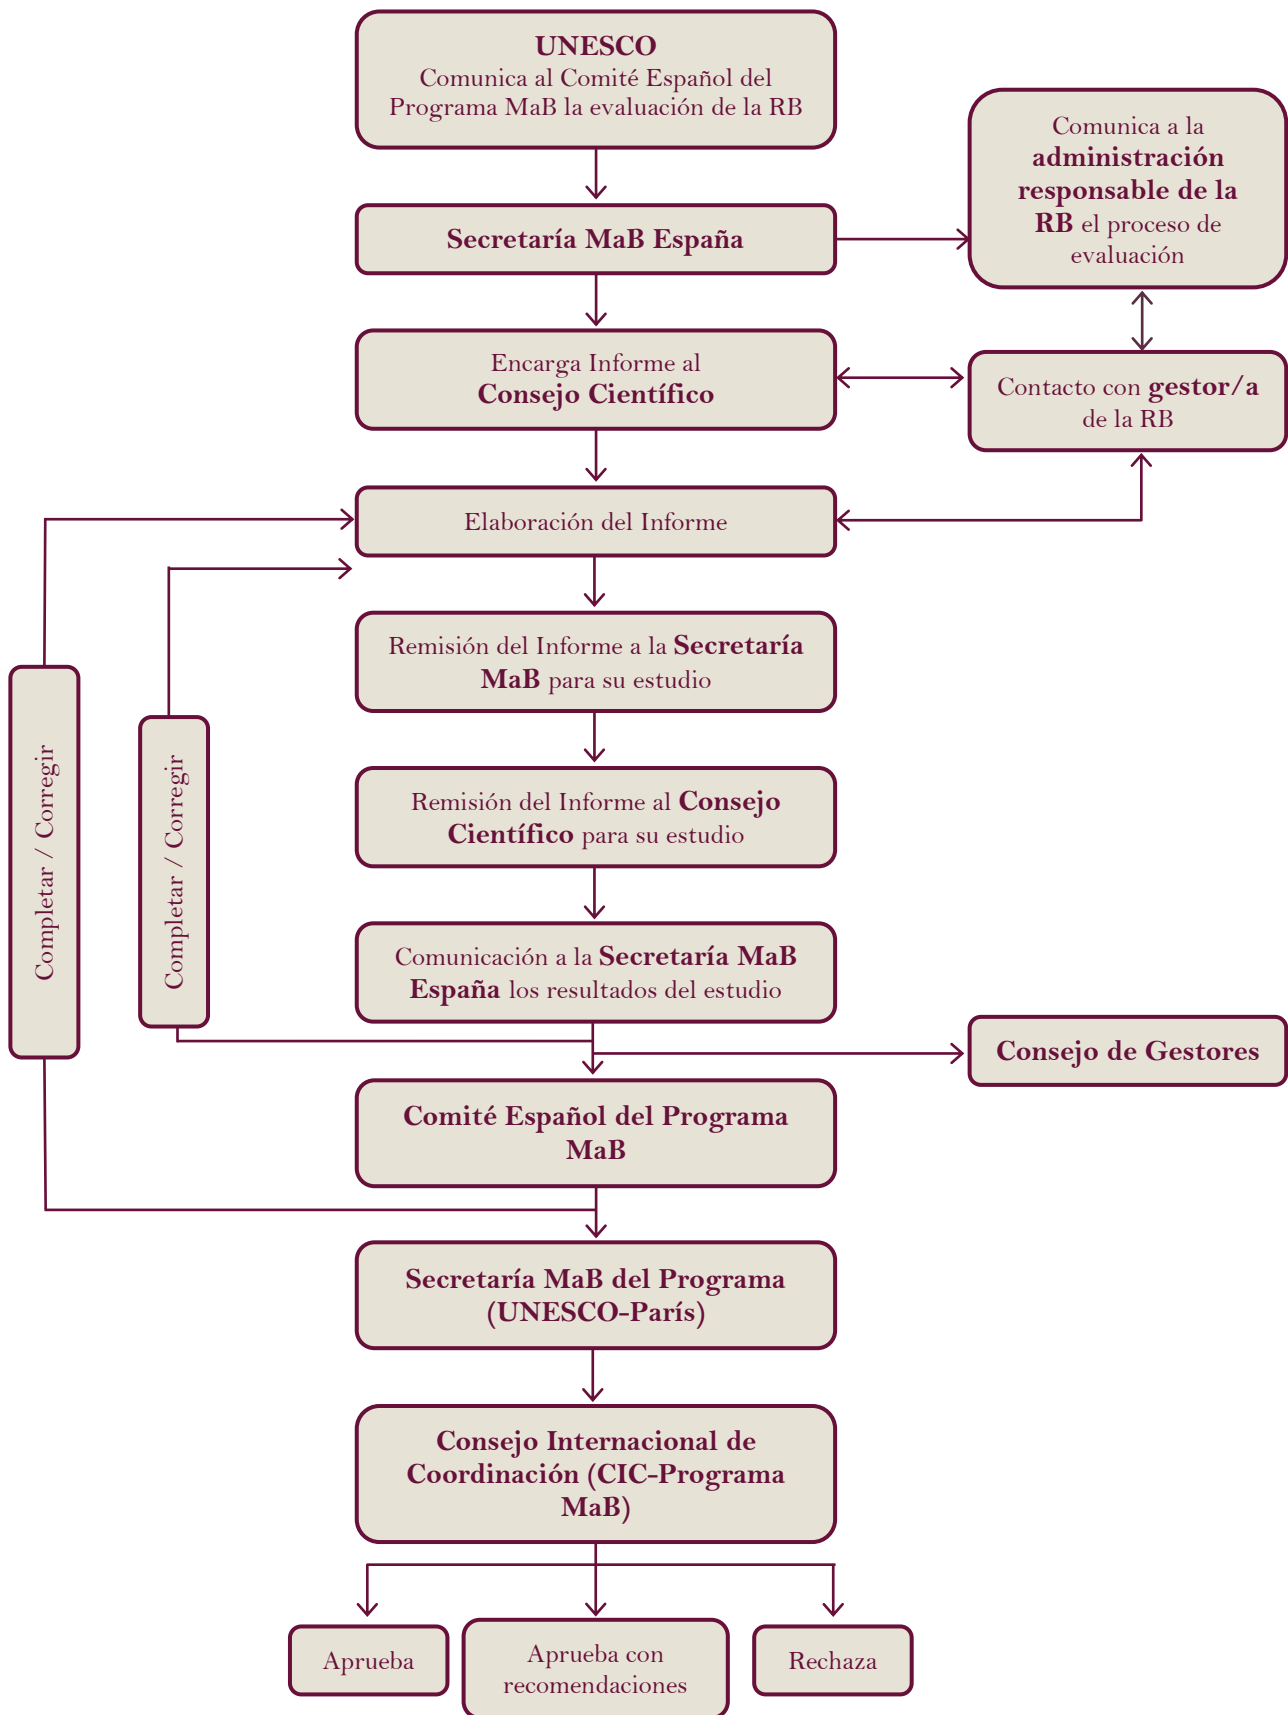 UNESCO
Comunica al Comité Español del
Programa MaB la evaluación de la RB
Comunica a la
administración
responsable de la
RB el proceso de
evaluación
Secretaría MaB España
Encarga Informe al
Consejo Científico
Contacto con gestor/a
de la RB
Elaboración del Informe
Remisión del Informe a la Secretaría
MaB para su estudio
Completar / Corregir
Completar / Corregir
Remisión del Informe al Consejo
Científico para su estudio
Comunicación a la Secretaría MaB
España los resultados del estudio
Consejo de Gestores
Comité Español del Programa
MaB
Secretaría MaB del Programa
(UNESCO-París)
Consejo Internacional de
Coordinación (CIC-Programa
MaB)
Aprueba
Aprueba con
recomendaciones
Rechaza